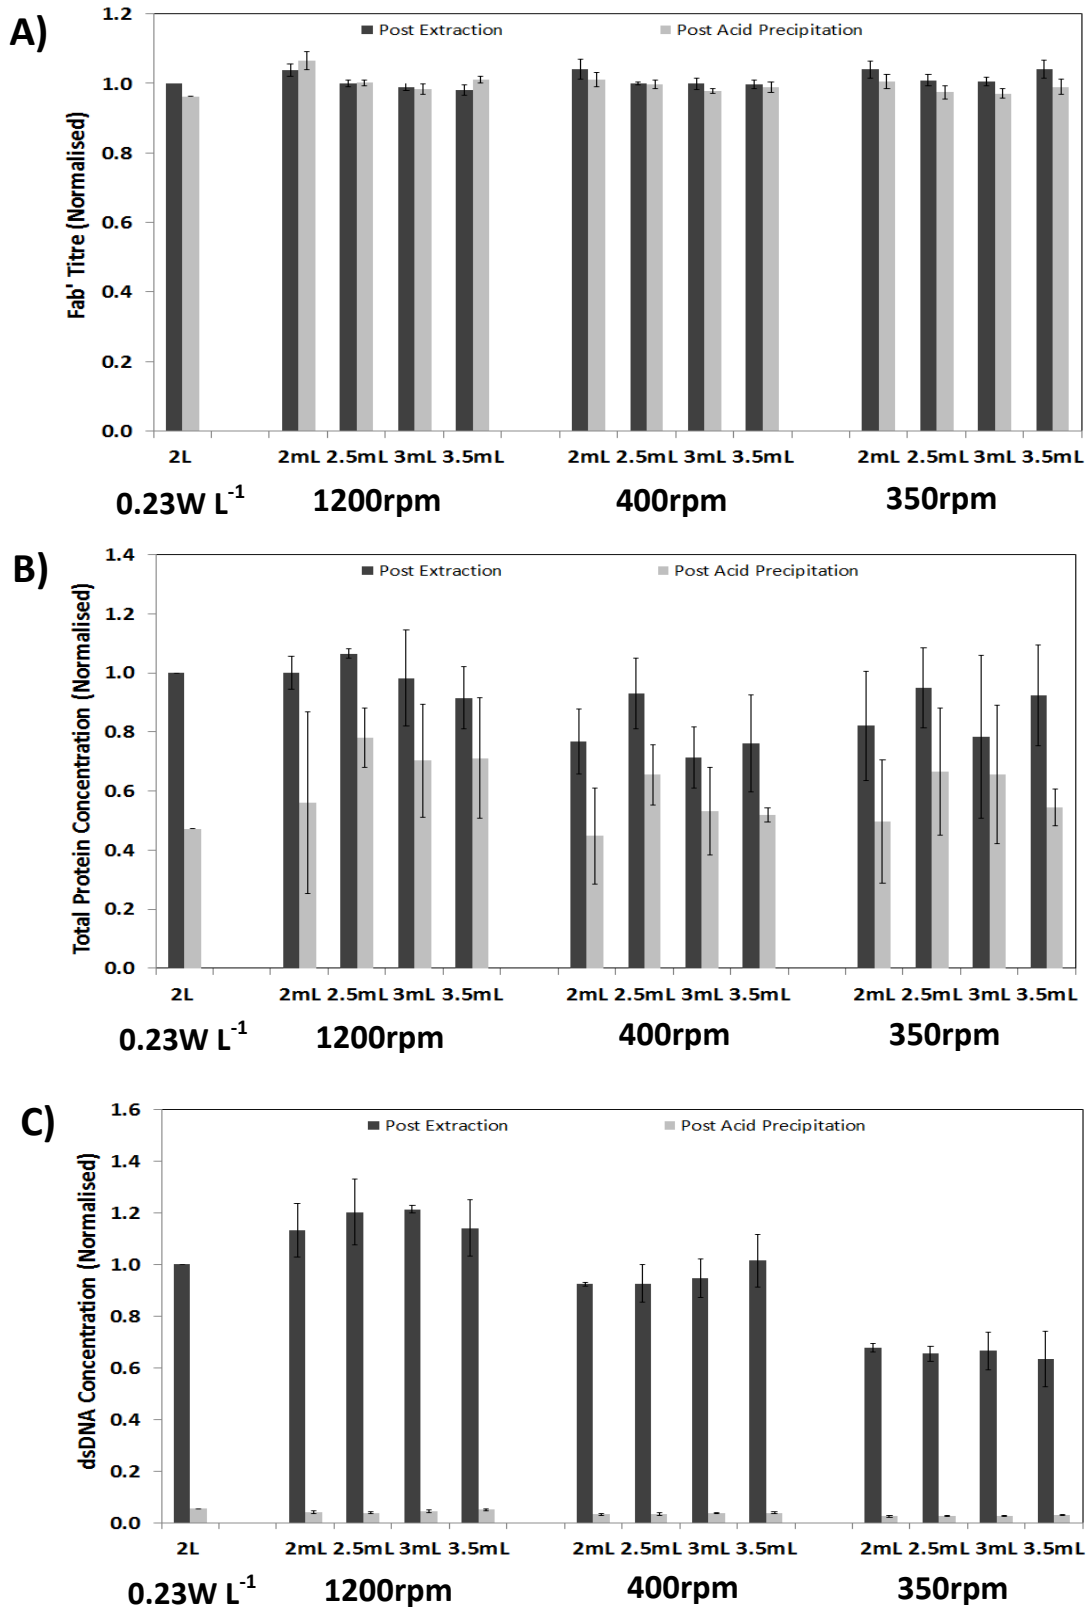 A)
Fab' Titre (Normalised)
1.2
1.0
0.8
0.6
0.4
0.2
0.0
Post Extraction Post Acid Precipitation
2L 2mL 2.5mL 3mL 3.5mL 2mL 2.5mL 3mL 3.5mL 2mL 2.5mL 3mL 3.5mL
0.23W L⁻¹ 1200rpm 400rpm 350rpm
B)
Total Protein Concentration (Normalised)
1.4
1.2
1.0
0.8
0.6
0.4
0.2
0.0
Post Extraction Post Acid Precipitation
2L 2mL 2.5mL 3mL 3.5mL 2mL 2.5mL 3mL 3.5mL 2mL 2.5mL 3mL 3.5mL
0.23W L⁻¹ 1200rpm 400rpm 350rpm
C)
dsDNA Concentration (Normalised)
1.6
1.4
1.2
1.0
0.8
0.6
0.4
0.2
0.0
Post Extraction Post Acid Precipitation
2L 2mL 2.5mL 3mL 3.5mL 2mL 2.5mL 3mL 3.5mL 2mL 2.5mL 3mL 3.5mL
0.23W L⁻¹ 1200rpm 400rpm 350rpm